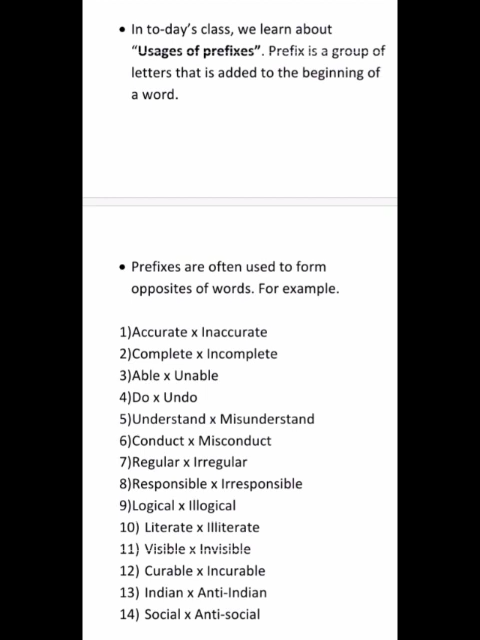 • In to-day's class, we learn about
“Usages of prefixes”. Prefix is a group of
letters that is added to the beginning of
a word.
• Prefixes are often used to form
opposites of words. For example.
1)Accurate x Inaccurate
2)Complete x Incomplete
3)Able x Unable
4)Do x Undo
5)Understand x Misunderstand
6)Conduct x Misconduct
7)Regular x Irregular
8)Responsible x Irresponsible
9)Logical x Illogical
10) Literate x Illiterate
11) Visible x Invisible
12) Curable x Incurable
13) Indian x Anti-Indian
14) Social x Anti-social